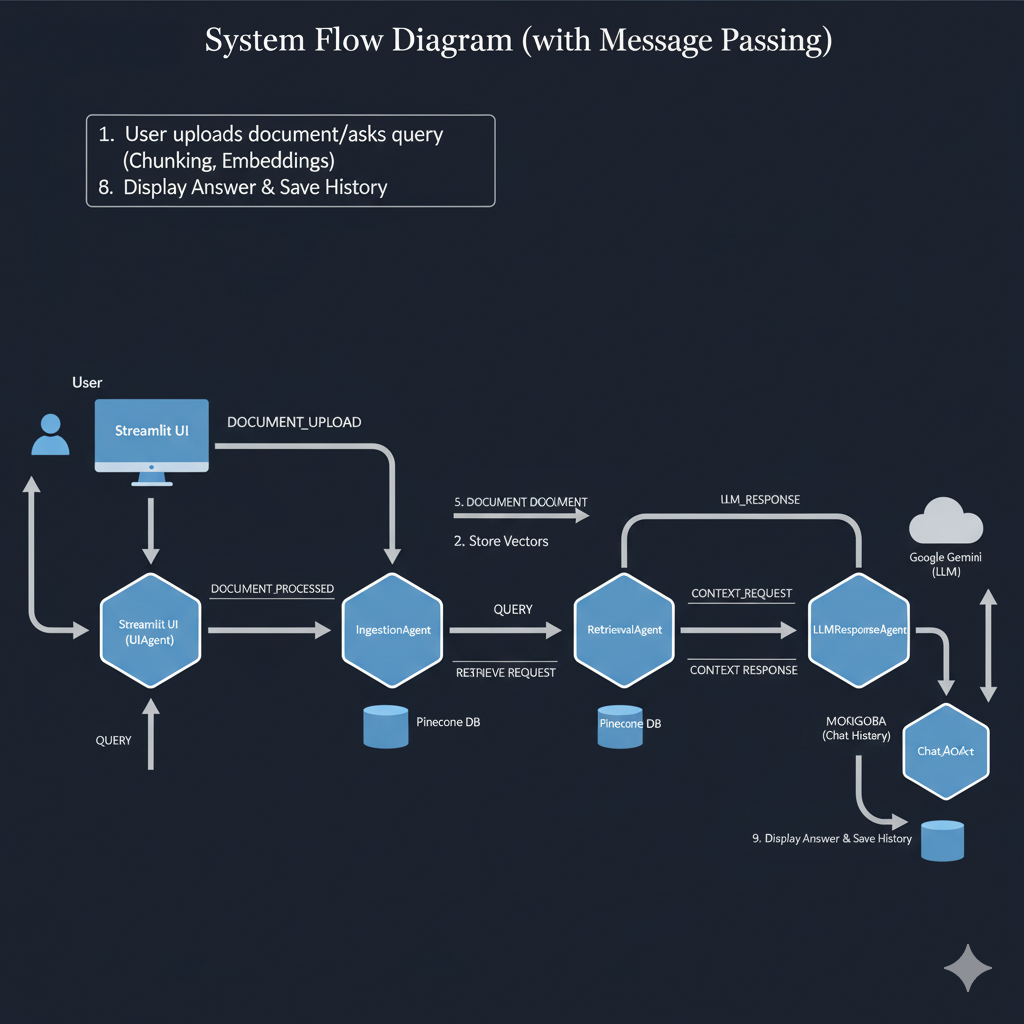 System Flow Diagram (with Message Passing)
1. User uploads document/asks query
(Chunking, Embeddings)
8. Display Answer & Save History
User
Streamlit UI
DOCUMENT_UPLOAD
5. DOCUMENT DOCUMENT
2. Store Vectors
LLM_RESPONSE
Google Gemini
(LLM)
Streamlit UI
(UIAgent)
DOCUMENT_PROCESSED
IngestionAgent
QUERY
RETRIEVE REQUEST
RetrievalAgent
CONTEXT_REQUEST
CONTEXT RESPONSE
LLMResponseAgent
QUERY
Pinecone DB
Pinecone DB
(Chat History)
9. Display Answer & Save History